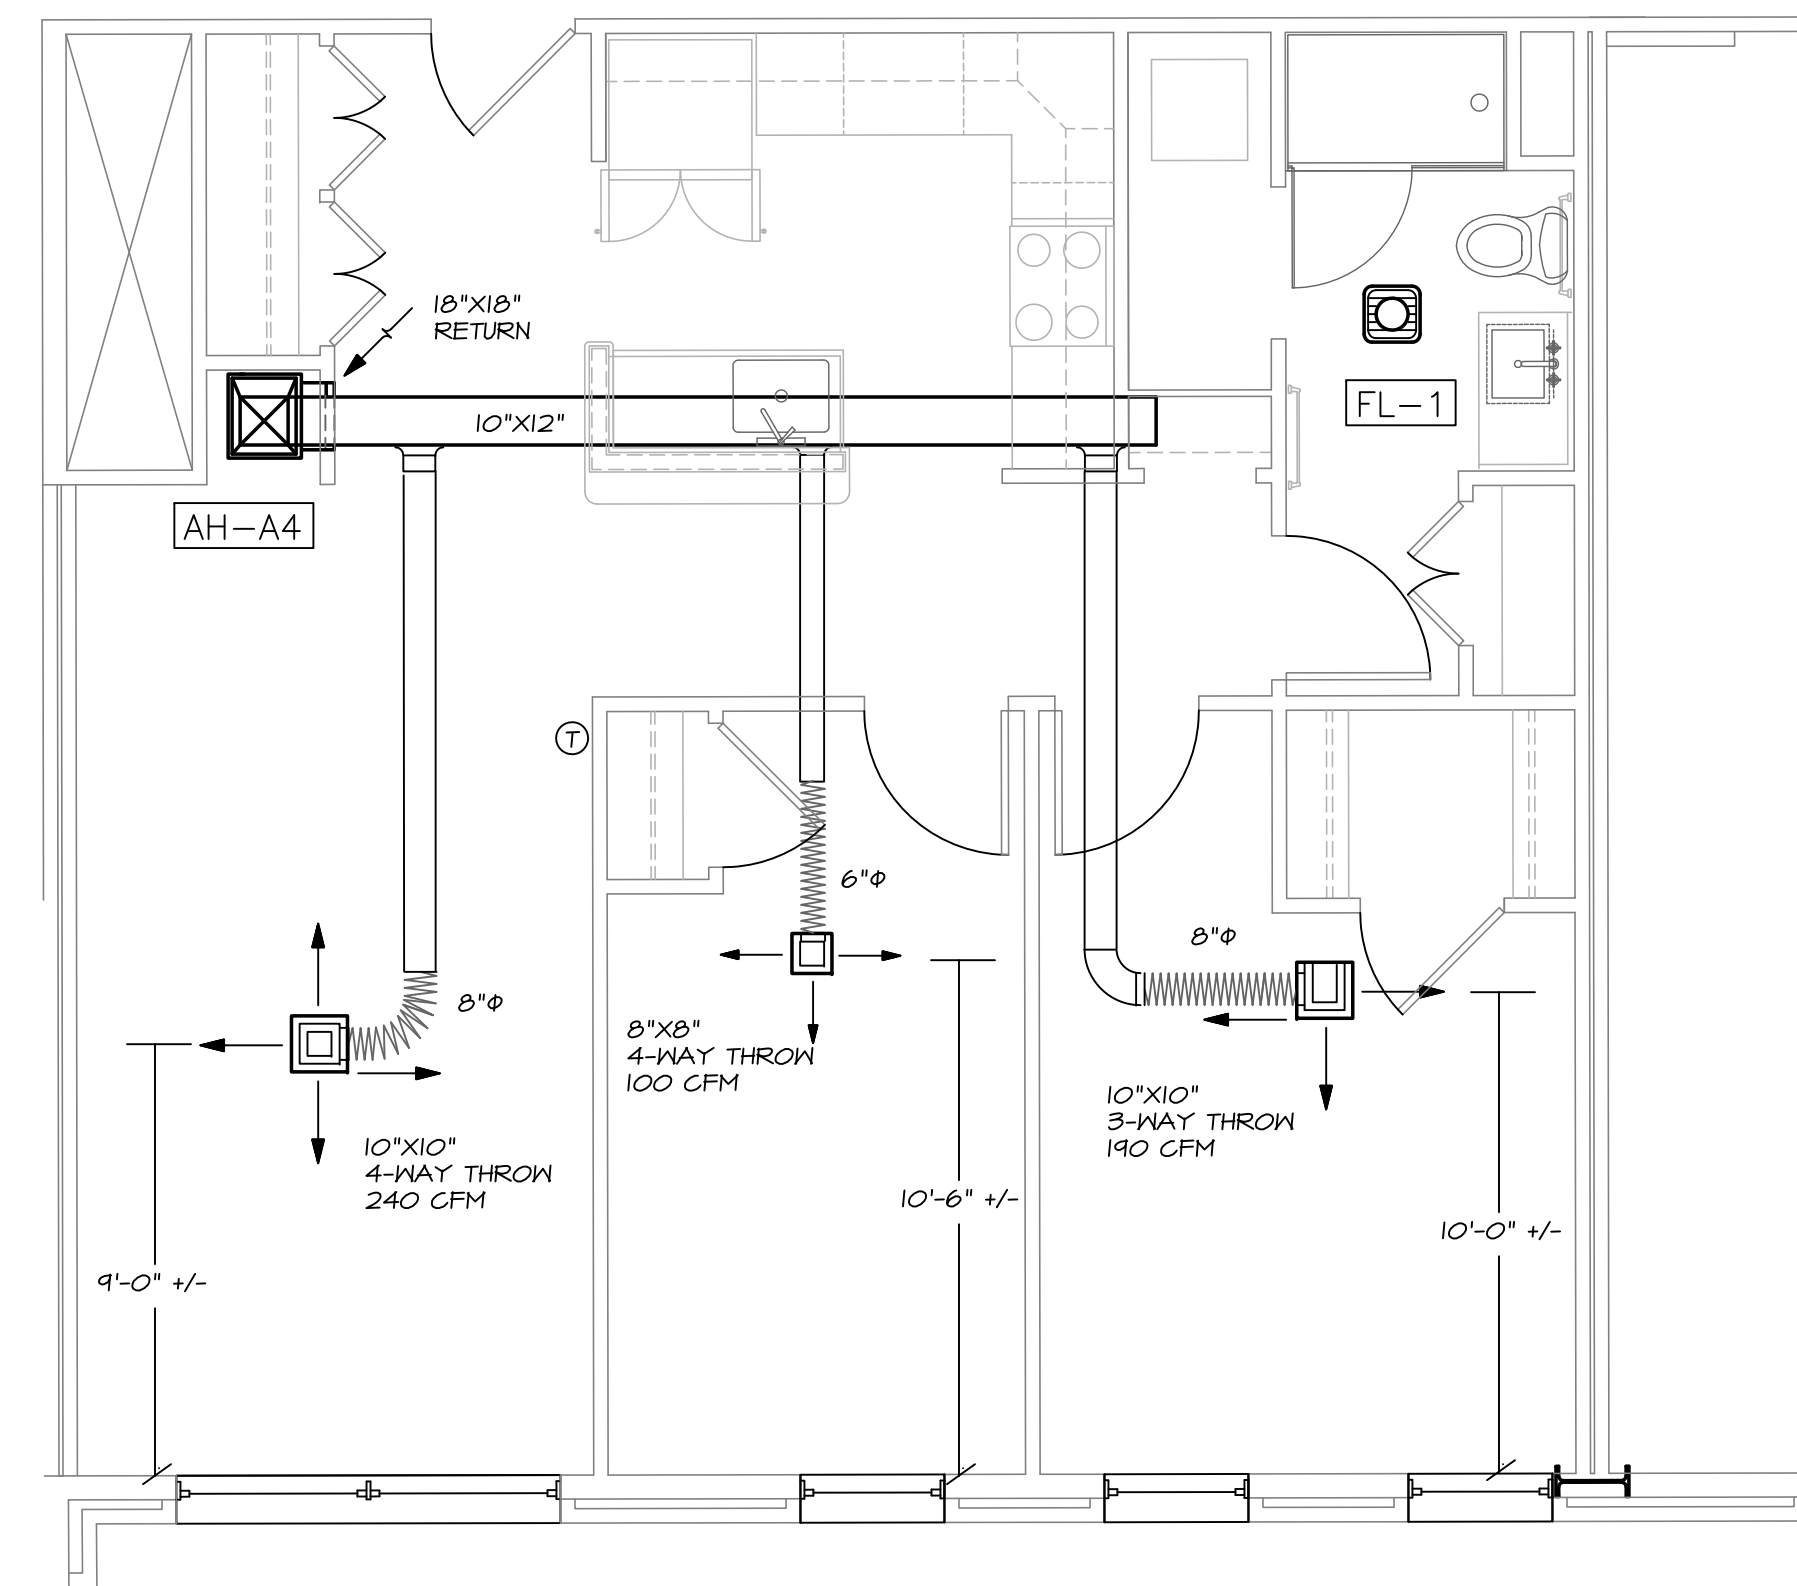 18"X18"
RETURN
10"X12"
FL-1
AH-A4
T
6"Φ
8"Φ
8"Φ
8"X8"
4-WAY THROW
100 CFM
10"X10"
3-WAY THROW
190 CFM
10"X10"
4-WAY THROW
240 CFM
10'-6" +/-
10'-0" +/-
9'-0" +/-